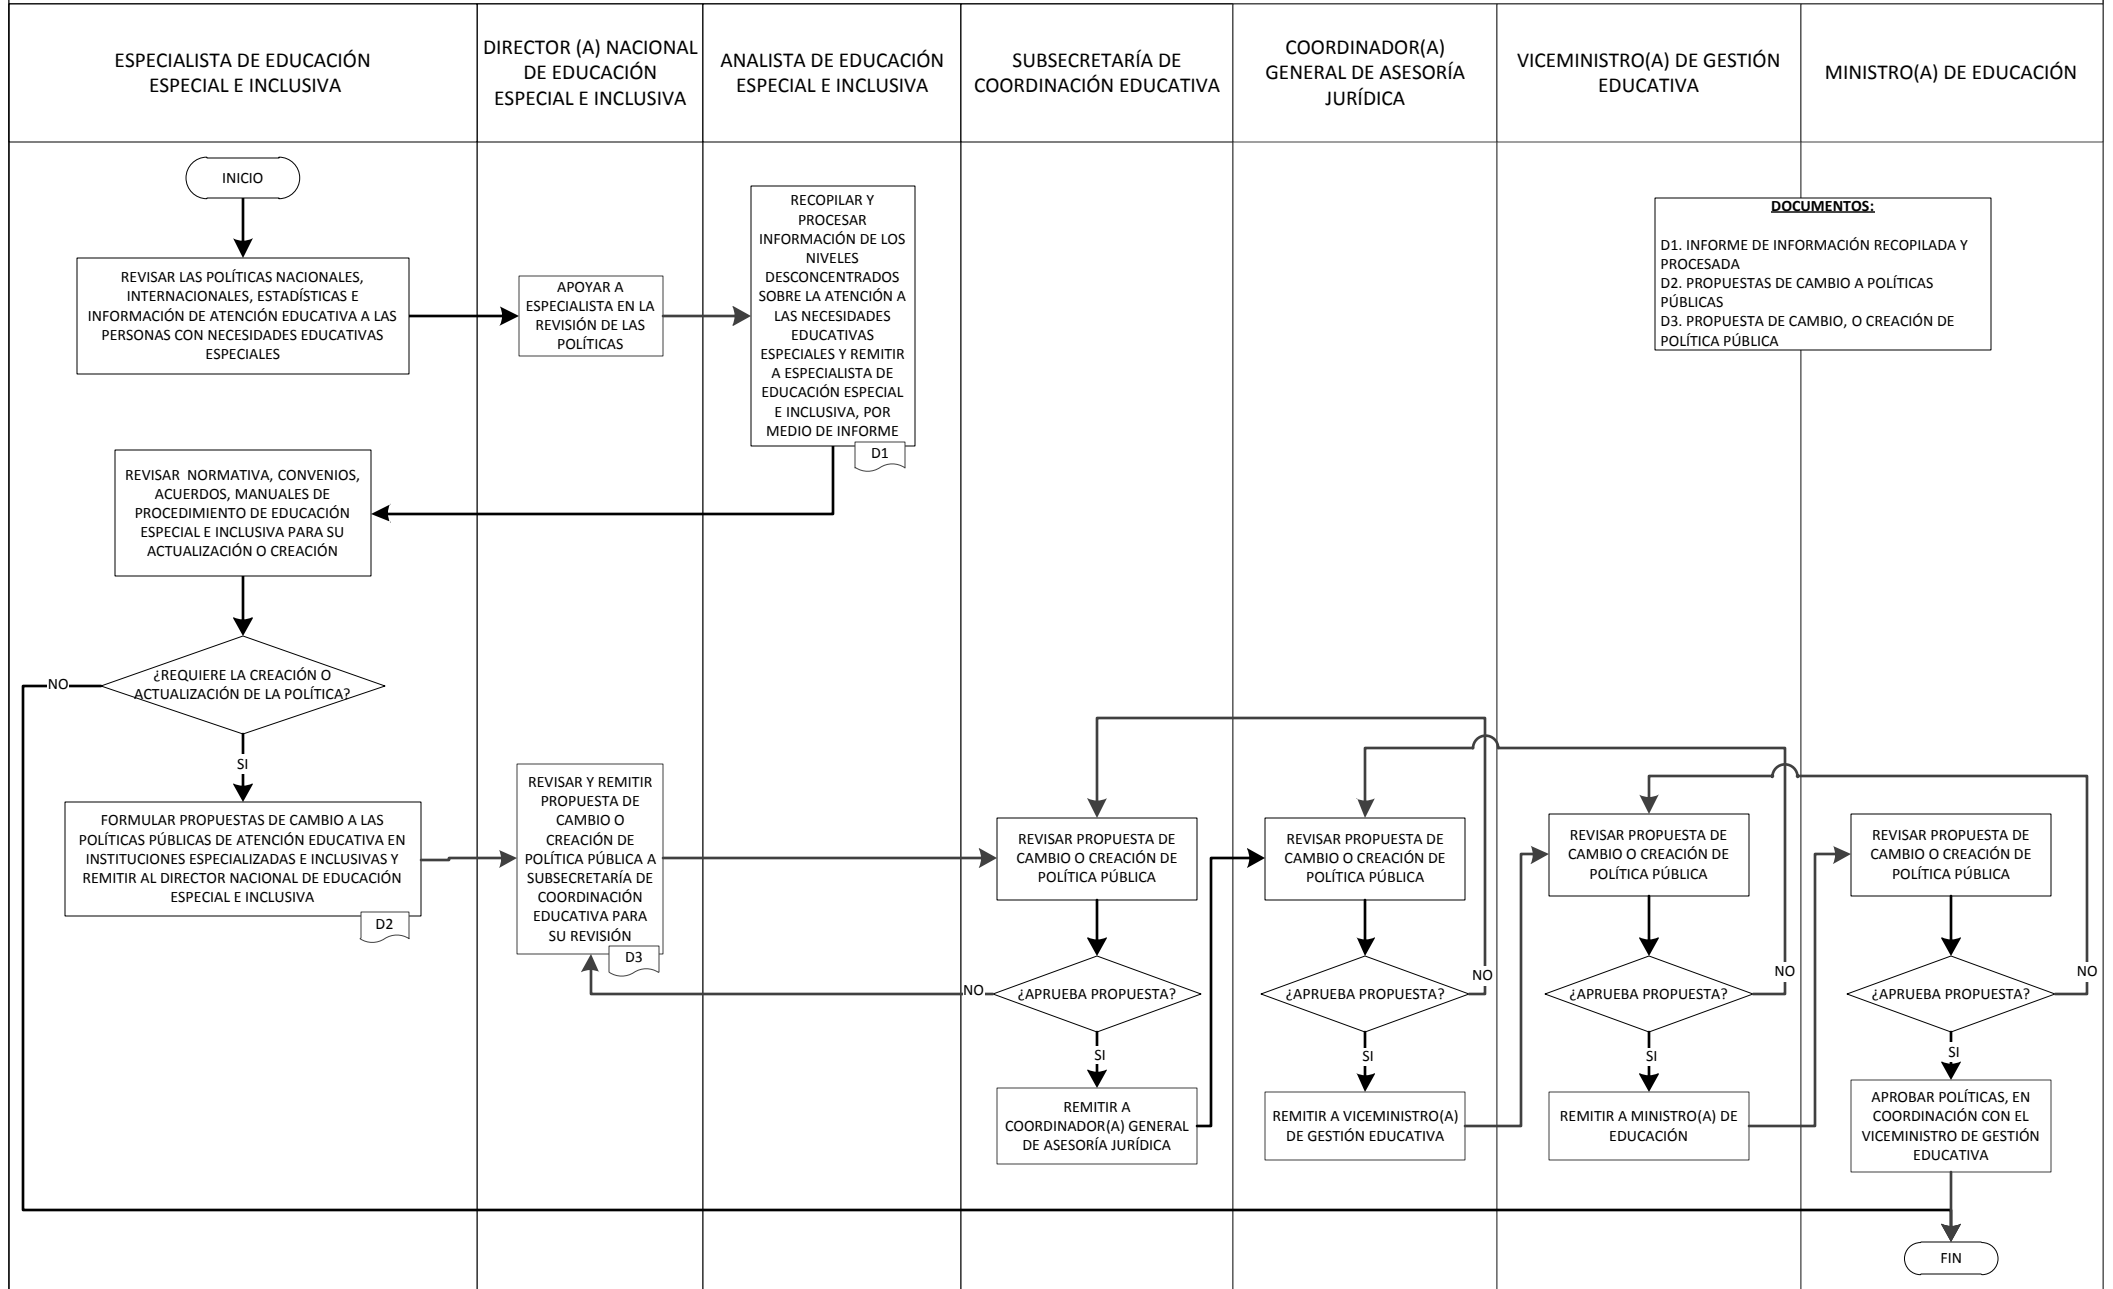 ESPECIALISTA DE EDUCACIÓN
ESPECIAL E INCLUSIVA
DIRECTOR (A) NACIONAL
DE EDUCACIÓN
ESPECIAL E INCLUSIVA
ANALISTA DE EDUCACIÓN
ESPECIAL E INCLUSIVA
SUBSECRETARÍA DE
COORDINACIÓN EDUCATIVA
COORDINADOR(A)
GENERAL DE ASESORÍA
JURÍDICA
VICEMINISTRO(A) DE GESTIÓN
EDUCATIVA
MINISTRO(A) DE EDUCACIÓN
INICIO
REVISAR LAS POLÍTICAS NACIONALES,
INTERNACIONALES, ESTADÍSTICAS E
INFORMACIÓN DE ATENCIÓN EDUCATIVA A LAS
PERSONAS CON NECESIDADES EDUCATIVAS
ESPECIALES
APOYAR A
ESPECIALISTA EN LA
REVISIÓN DE LAS
POLÍTICAS
RECOPILAR Y
PROCESAR
INFORMACIÓN DE LOS
NIVELES
DESCONCENTRADOS
SOBRE LA ATENCIÓN A
LAS NECESIDADES
EDUCATIVAS
ESPECIALES Y REMITIR
A ESPECIALISTA DE
EDUCACIÓN ESPECIAL
E INCLUSIVA, POR
MEDIO DE INFORME
D1
DOCUMENTOS:
D1. INFORME DE INFORMACIÓN RECOPILADA Y
PROCESADA
D2. PROPUESTAS DE CAMBIO A POLÍTICAS
PÚBLICAS
D3. PROPUESTA DE CAMBIO, O CREACIÓN DE
POLÍTICA PÚBLICA
REVISAR  NORMATIVA, CONVENIOS,
ACUERDOS, MANUALES DE
PROCEDIMIENTO DE EDUCACIÓN
ESPECIAL E INCLUSIVA PARA SU
ACTUALIZACIÓN O CREACIÓN
¿REQUIERE LA CREACIÓN O
ACTUALIZACIÓN DE LA POLÍTICA?
NO
SI
FORMULAR PROPUESTAS DE CAMBIO A LAS
POLÍTICAS PÚBLICAS DE ATENCIÓN EDUCATIVA EN
INSTITUCIONES ESPECIALIZADAS E INCLUSIVAS Y
REMITIR AL DIRECTOR NACIONAL DE EDUCACIÓN
ESPECIAL E INCLUSIVA
D2
REVISAR Y REMITIR
PROPUESTA DE
CAMBIO O
CREACIÓN DE
POLÍTICA PÚBLICA A
SUBSECRETARÍA DE
COORDINACIÓN
EDUCATIVA PARA
SU REVISIÓN
D3
REVISAR PROPUESTA DE
CAMBIO O CREACIÓN DE
POLÍTICA PÚBLICA
¿APRUEBA PROPUESTA?
NO
SI
REMITIR A
COORDINADOR(A) GENERAL
DE ASESORÍA JURÍDICA
REVISAR PROPUESTA DE
CAMBIO O CREACIÓN DE
POLÍTICA PÚBLICA
¿APRUEBA PROPUESTA?
NO
SI
REMITIR A VICEMINISTRO(A)
DE GESTIÓN EDUCATIVA
REVISAR PROPUESTA DE
CAMBIO O CREACIÓN DE
POLÍTICA PÚBLICA
¿APRUEBA PROPUESTA?
NO
SI
REMITIR A MINISTRO(A) DE
EDUCACIÓN
REVISAR PROPUESTA DE
CAMBIO O CREACIÓN DE
POLÍTICA PÚBLICA
¿APRUEBA PROPUESTA?
NO
SI
APROBAR POLÍTICAS, EN
COORDINACIÓN CON EL
VICEMINISTRO DE GESTIÓN
EDUCATIVA
FIN